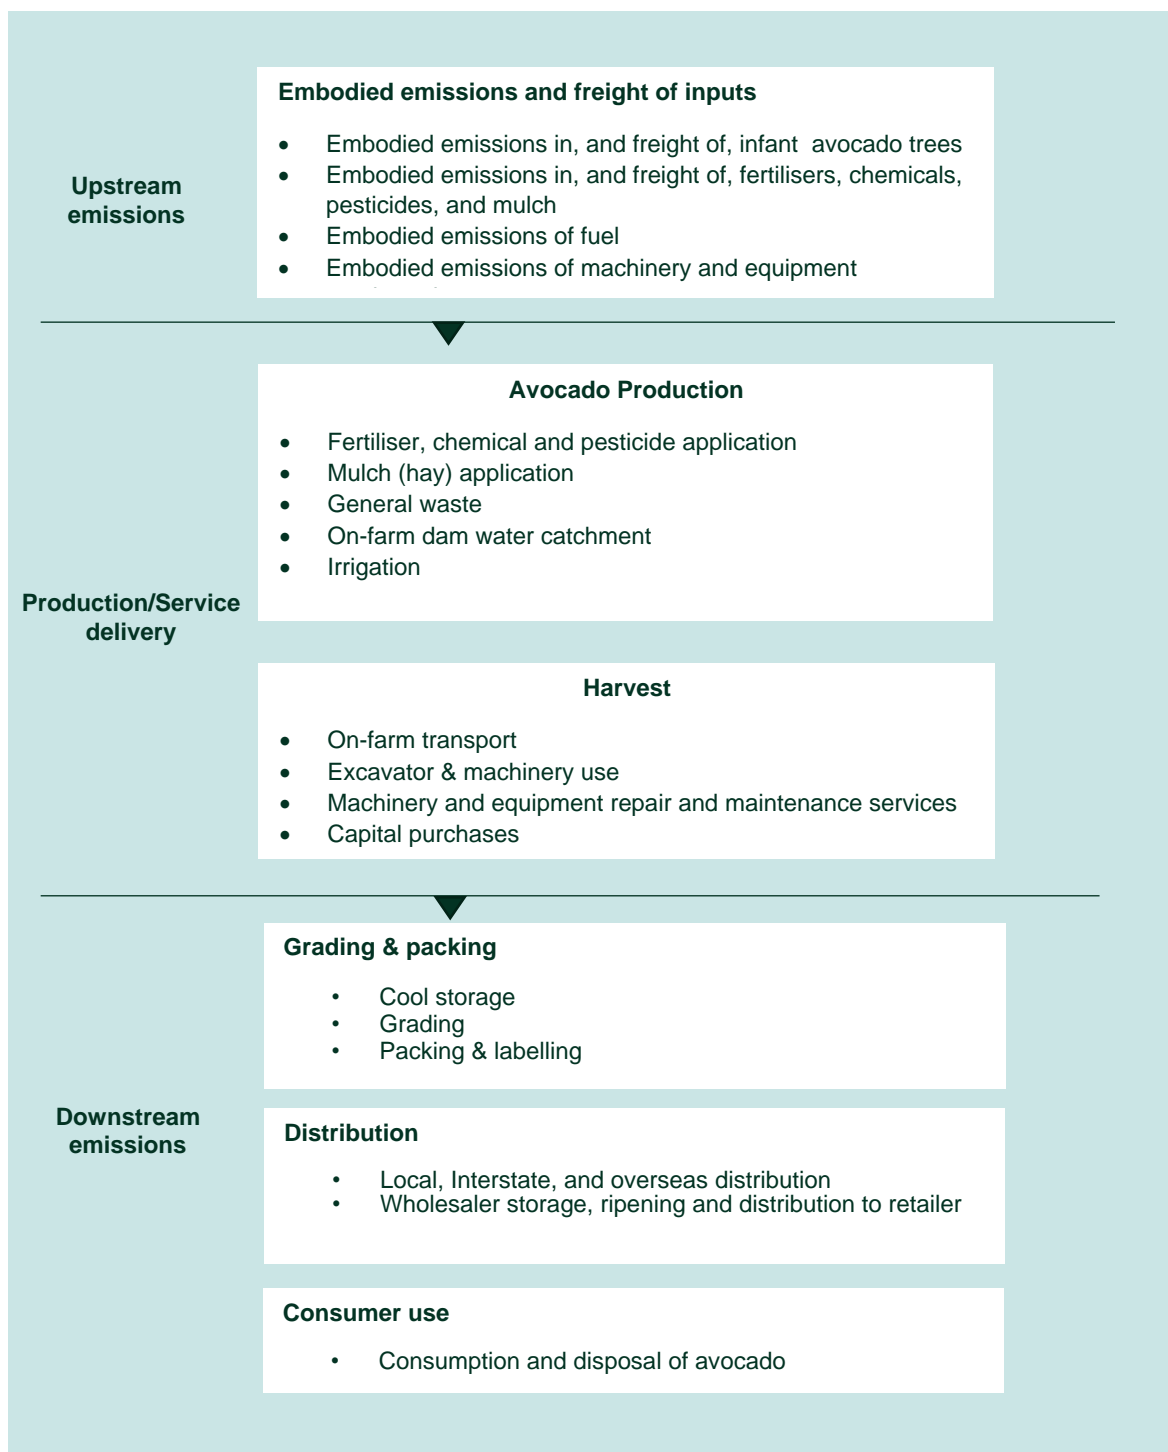 Embodied emissions and freight of inputs
• Embodied emissions in, and freight of, infant avocado trees
• Embodied emissions in, and freight of, fertilisers, chemicals,
pesticides, and mulch
• Embodied emissions of fuel
• Embodied emissions of machinery and equipment
Upstream
emissions
Avocado Production
• Fertiliser, chemical and pesticide application
• Mulch (hay) application
• General waste
• On-farm dam water catchment
• Irrigation
Production/Service
delivery
Harvest
• On-farm transport
• Excavator & machinery use
• Machinery and equipment repair and maintenance services
• Capital purchases
Grading & packing
• Cool storage
• Grading
• Packing & labelling
Downstream
emissions
Distribution
• Local, Interstate, and overseas distribution
• Wholesaler storage, ripening and distribution to retailer
Consumer use
• Consumption and disposal of avocado